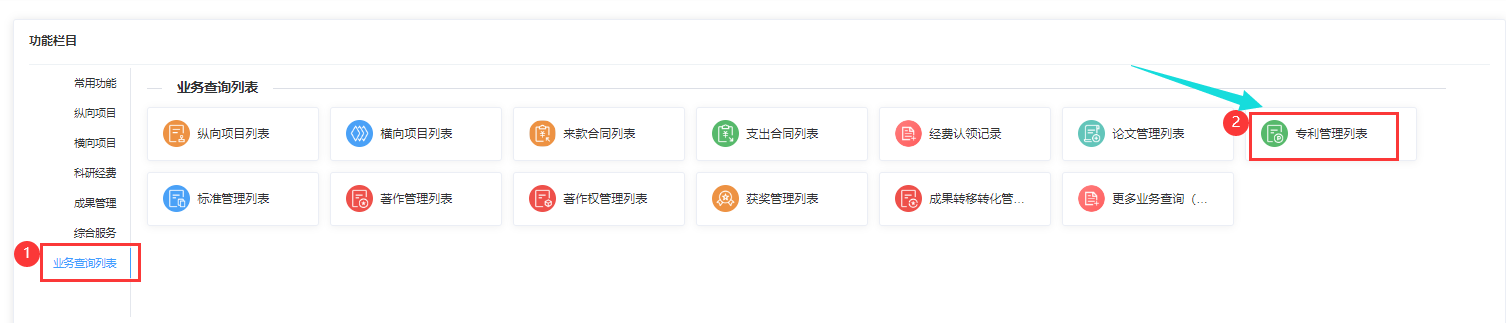 功能栏目
常用功能
纵向项目
横向项目
科研经费
成果管理
综合服务
1
业务查询列表
业务查询列表
纵向项目列表
横向项目列表
来款合同列表
支出合同列表
经费认领记录
论文管理列表
2
专利管理列表
标准管理列表
著作管理列表
著作权管理列表
获奖管理列表
成果转移转化管...
更多业务查询（...